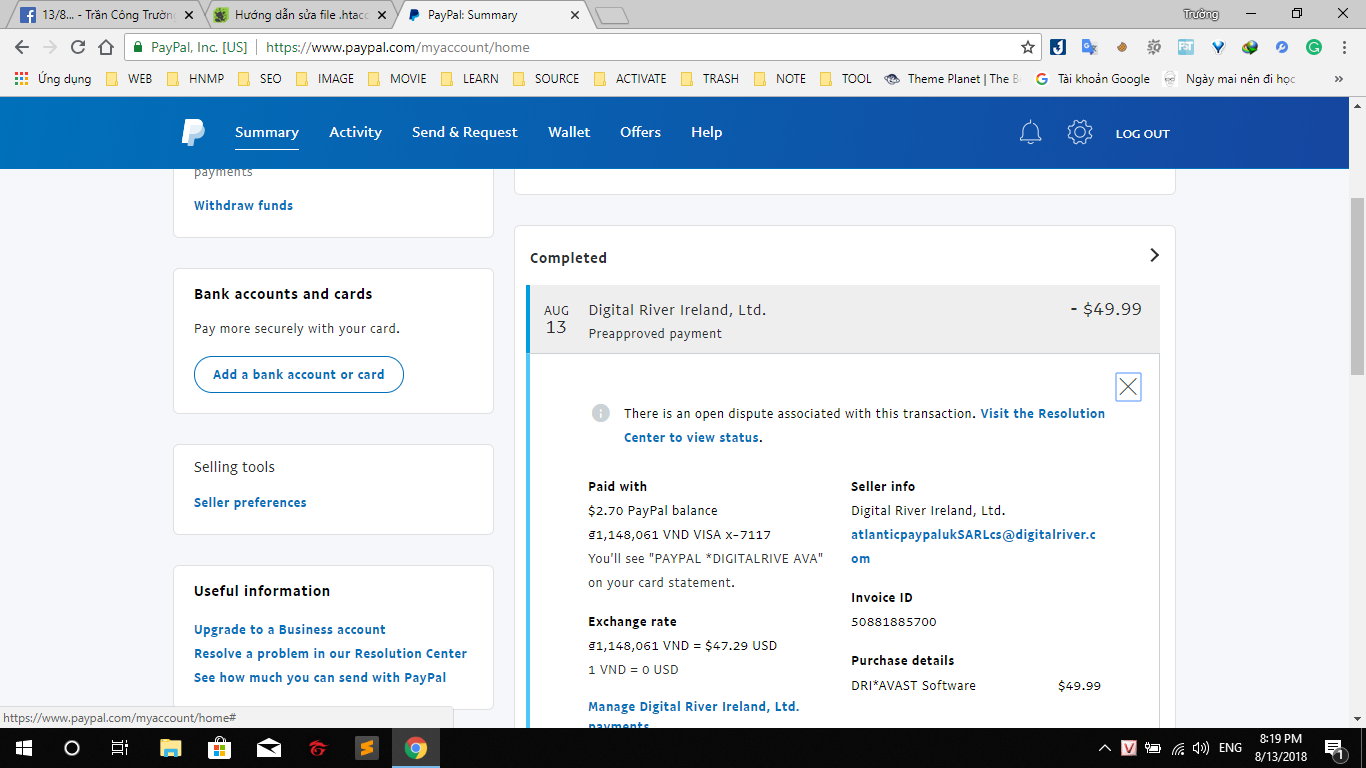 13/8... - Trần Công Trườn
Hướng dẫn sửa file .htacc
PayPal: Summary
Trường
PayPal, Inc. [US]
https://www.paypal.com/myaccount/home
Ứng dụng
WEB
HNMP
SEO
IMAGE
MOVIE
LEARN
SOURCE
ACTIVATE
TRASH
NOTE
TOOL
Theme Planet | The B
Tài khoản Google
Ngày mai nên đi học
Summary
Activity
Send & Request
Wallet
Offers
Help
LOG OUT
payments
Withdraw funds
Bank accounts and cards
Pay more securely with your card.
Add a bank account or card
Selling tools
Seller preferences
Useful information
Upgrade to a Business account
Resolve a problem in our Resolution Center
See how much you can send with PayPal
Completed
AUG
13
Digital River Ireland, Ltd.
- $49.99
Preapproved payment
There is an open dispute associated with this transaction. Visit the Resolution
Center to view status.
Paid with
$2.70 PayPal balance
₫1,148,061 VND VISA x-7117
You'll see "PAYPAL *DIGITALRIVE AVA"
on your card statement.
Exchange rate
₫1,148,061 VND = $47.29 USD
1 VND = 0 USD
Manage Digital River Ireland, Ltd.
payments
Seller info
Digital River Ireland, Ltd.
atlanticpaypalukSARLcs@digitalriver.c
om
Invoice ID
50881885700
Purchase details
DRI*AVAST Software
$49.99
https://www.paypal.com/myaccount/home#
ENG
8:19 PM
8/13/2018
1